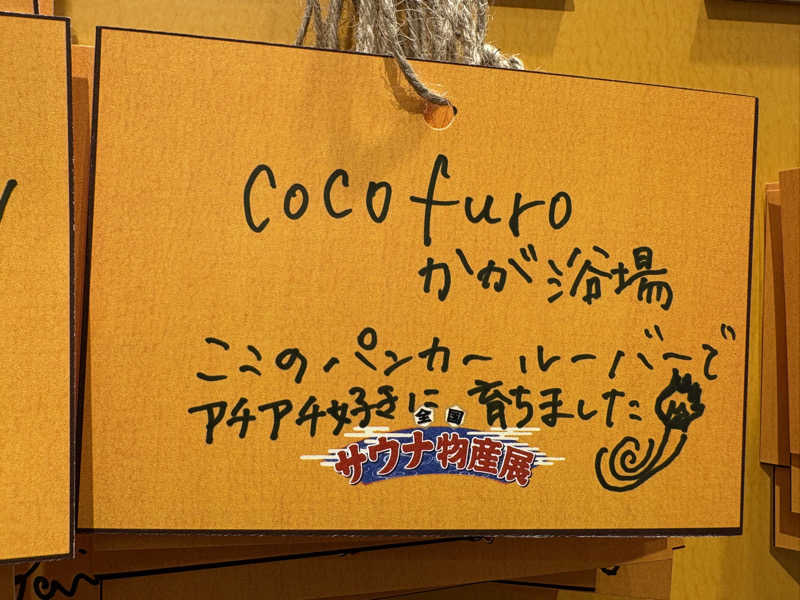 cocofuro
かが浴場
ここのパンカールーバーで
アチアチ好きに育ちました
全国
サウナ物産展